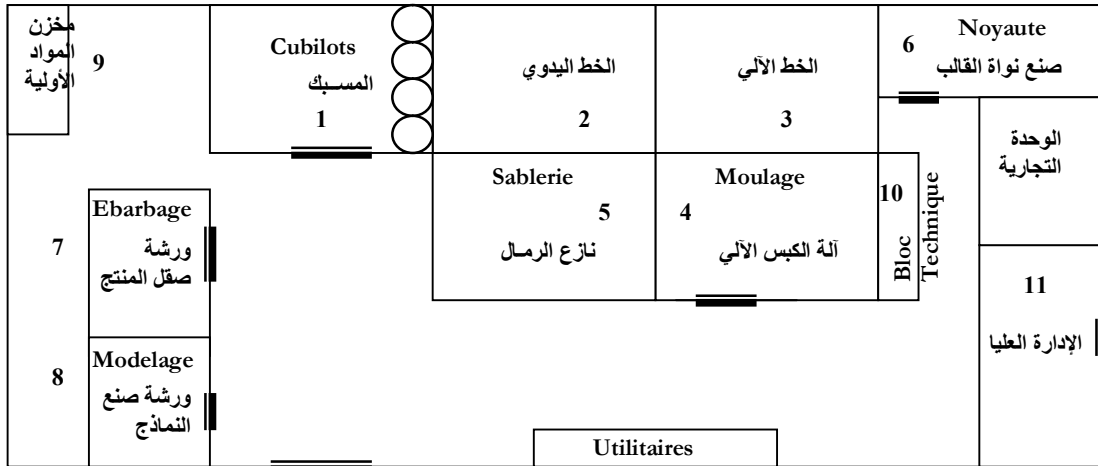 مخزن
المواد
الأولية
9
Cubilots
المسـبك
1
الخط اليدوي
2
الخط الآلي
3
6
Noyaute
صنع نواة القالب
الوحدة
التجارية
Sablerie
5
نازع الرمـال
Moulage
4
آلة الكبس الآلي
10
Bloc
Technique
11
الإدارة العليا
7
Ebarbage
ورشة
صقل المنتج
8
Modelage
ورشة صنع
النماذج
Utilitaires